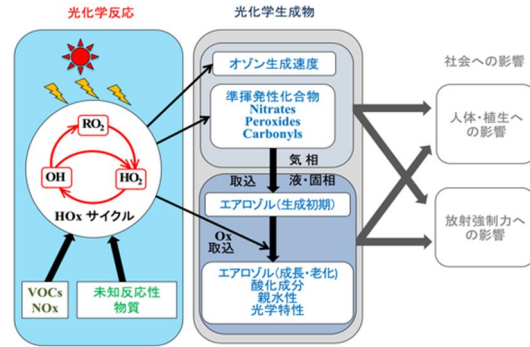 光化学反応
RO2
OH
HO2
HOx サイクル
VOCs
NOx
未知反応性
物質
光化学生成物
オゾン生成速度
準揮発性化合物
Nitrates
Peroxides
Carbonyls
気 相
取込
液・固相
エアロゾル(生成初期)
Ox
取込
エアロゾル(成長・老化)
酸化成分
親水性
光学特性
社会への影響
人体・植生へ
の影響
放射強制力へ
の影響